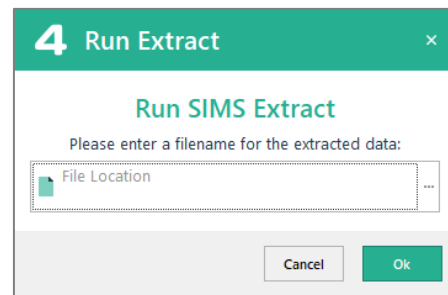 4 Run Extract ×
Run SIMS Extract
Please enter a filename for the extracted data:
File Location
...
Cancel Ok